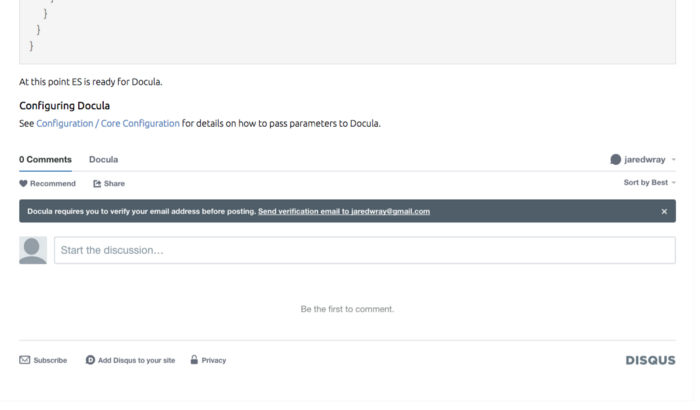 }
}
}
At this point ES is ready for Docula.
Configuring Docula
See Configuration / Core Configuration for details on how to pass parameters to Docula.
0 Comments Docula jaredwray
Recommend Share Sort by Best
Docula requires you to verify your email address before posting. Send verification email to jaredwray@gmail.com ×
Start the discussion...
Be the first to comment.
Subscribe Add Disqus to your site Privacy DISQUS